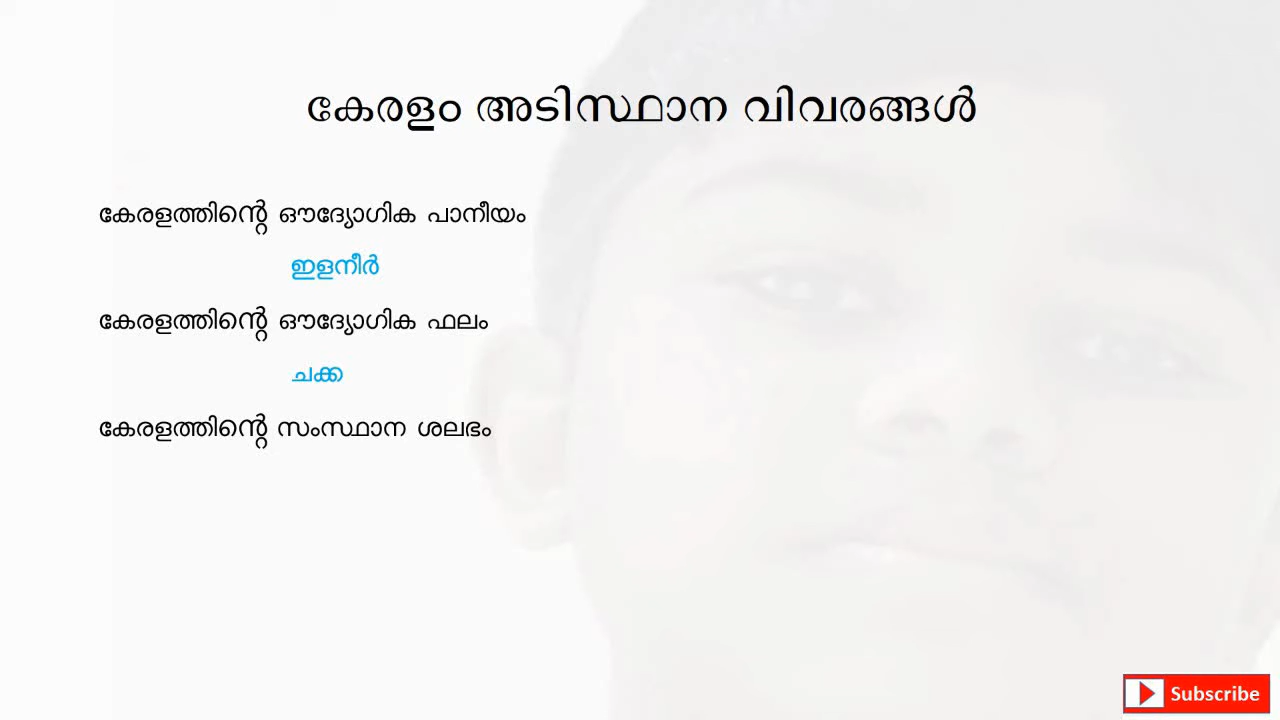 കേരളം അടിസ്ഥാന വിവരങ്ങൾ
കേരളത്തിന്റെ ഔദ്യോഗിക പാനീയം
ഇളനീർ
കേരളത്തിന്റെ ഔദ്യോഗിക ഫലം
ചക്ക
കേരളത്തിന്റെ സംസ്ഥാന ശലഭം
Subscribe